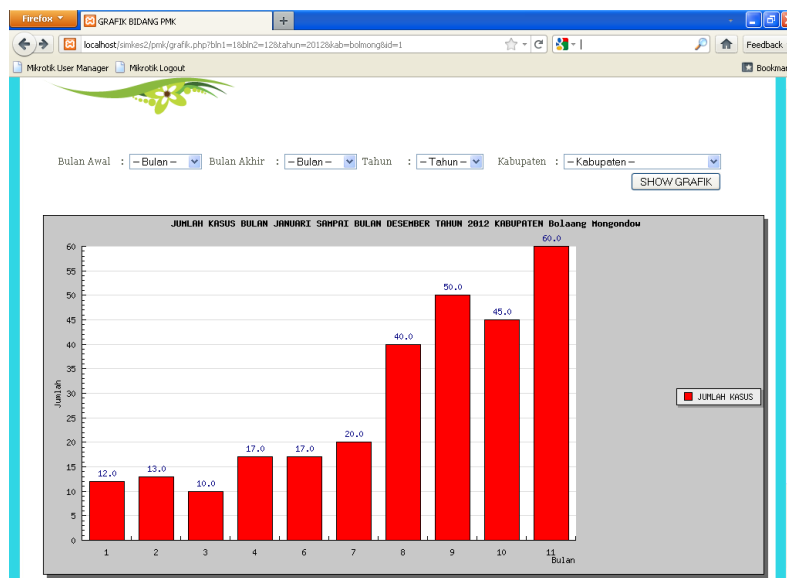 Firefox
GRAFIK BIDANG PMK
localhost/simkes2/pmk/grafik.php?bln1=1&bln2=12&tahun=2012&kab=bolmong&id=1
Feedback
Mikrotik User Manager Mikrotik Logout
Bulan Awal : -- Bulan -- Bulan Akhir : -- Bulan -- Tahun : -- Tahun -- Kabupaten : -- Kabupaten --
SHOW GRAFIK
JUMLAH KASUS BULAN JANUARI SAMPAI BULAN DESEMBER TAHUN 2012 KABUPATEN Bolaang Mongondow
60
55
50
45
40
35
30
25
20
15
10
5
0
Jumlah
12.0
13.0
10.0
17.0
17.0
20.0
40.0
50.0
45.0
60.0
1 2 3 4 6 7 8 9 10 11
Bulan
JUMLAH KASUS